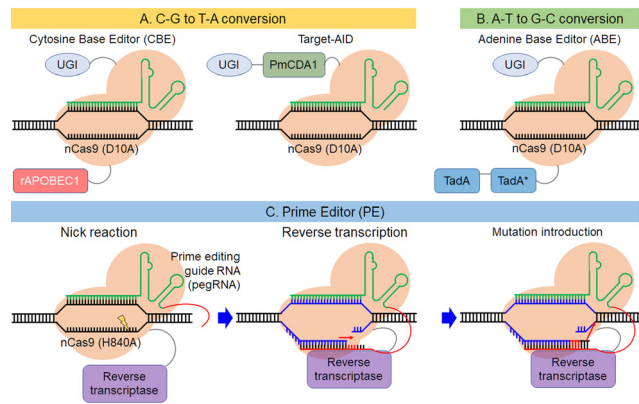 A. C-G to T-A conversion
B. A-T to G-C conversion
Cytosine Base Editor (CBE)
Target-AID
Adenine Base Editor (ABE)
UGI
UGI
PmCDA1
UGI
nCas9 (D10A)
nCas9 (D10A)
nCas9 (D10A)
rAPOBEC1
TadA
TadA*
C. Prime Editor (PE)
Nick reaction
Reverse transcription
Mutation introduction
Prime editing
guide RNA
(pegRNA)
nCas9 (H840A)
Reverse
transcriptase
Reverse
transcriptase
Reverse
transcriptase